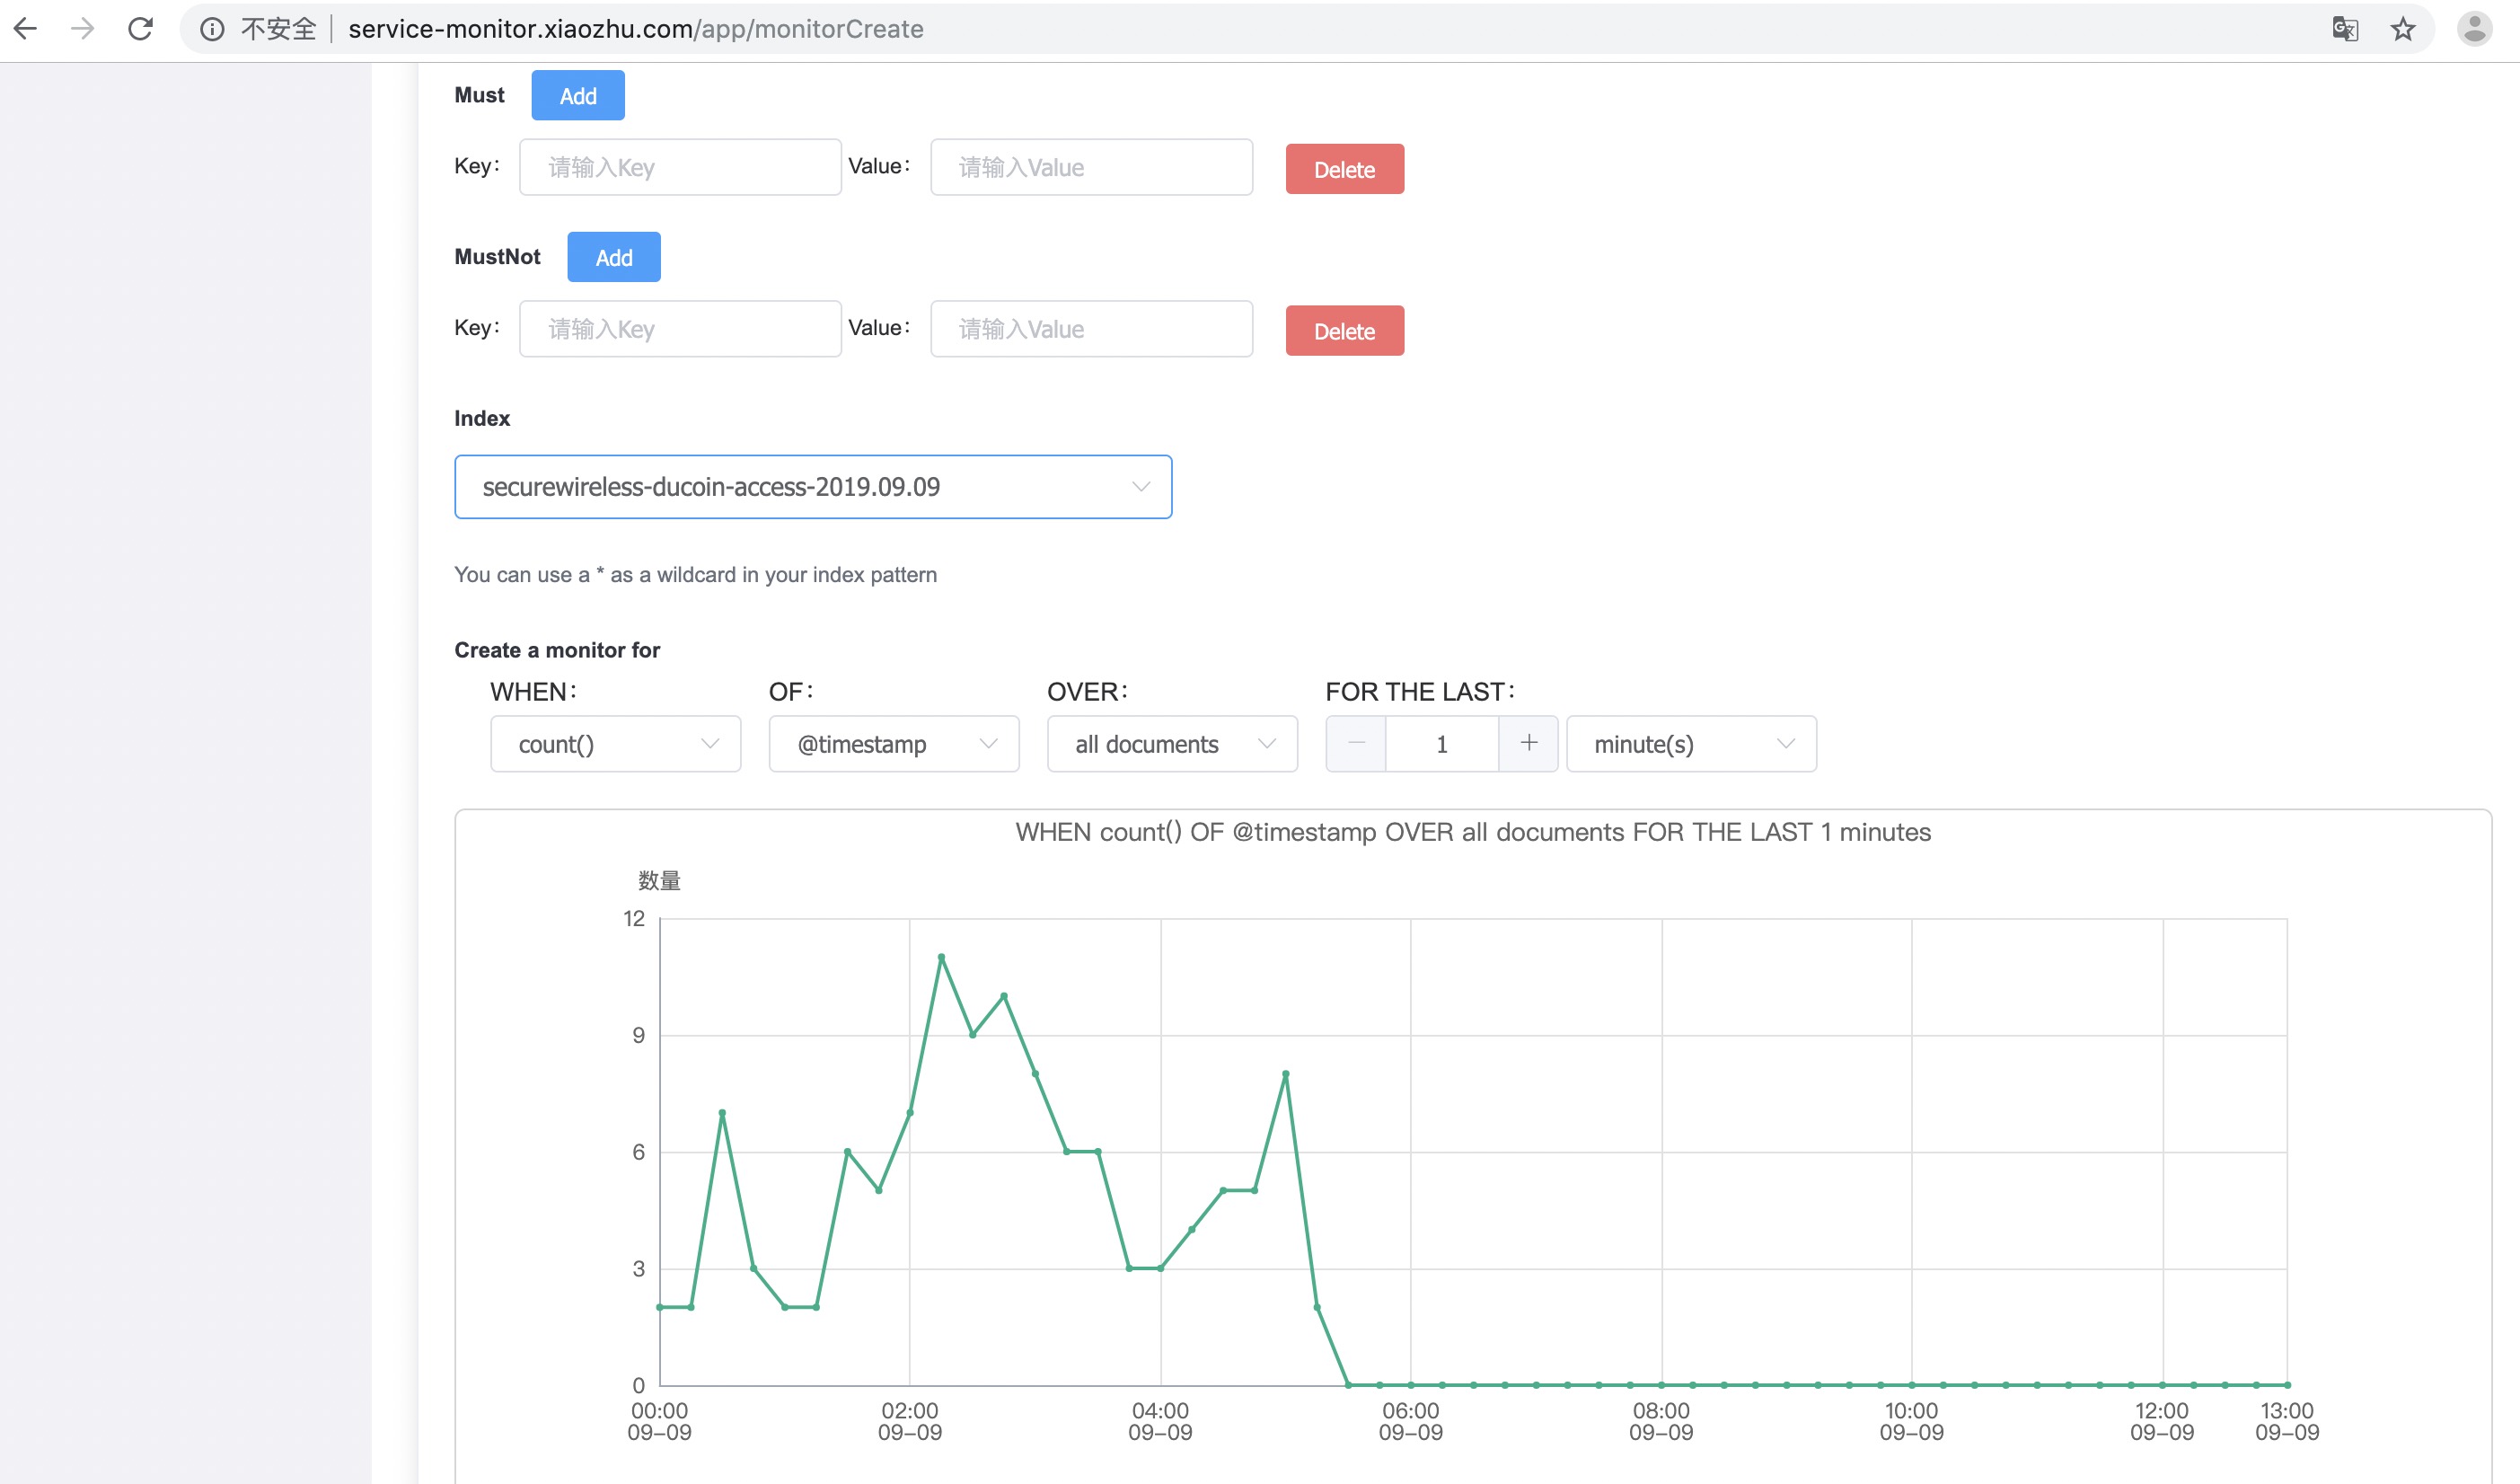 不安全 service-monitor.xiaozhu.com/app/monitorCreate
Must Add
Key: 请输入Key Value: 请输入Value Delete
MustNot Add
Key: 请输入Key Value: 请输入Value Delete
Index
securewireless-ducoin-access-2019.09.09
You can use a * as a wildcard in your index pattern
Create a monitor for
WHEN: OF: OVER: FOR THE LAST:
count() @timestamp all documents 1 minute(s)
WHEN count() OF @timestamp OVER all documents FOR THE LAST 1 minutes
数量
12
9
6
3
0
00:00 02:00 04:00 06:00 08:00 10:00 12:00 13:00
09-09 09-09 09-09 09-09 09-09 09-09 09-09 09-09